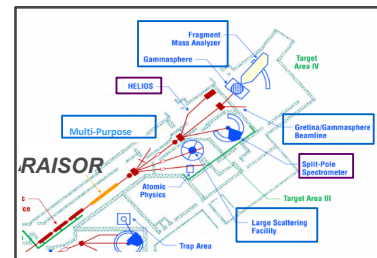 Fragment
Mass Analyzer
Gammasphere
Target
Area IV
HELIOS
Multi-Purpose
Gretina/Gammasphere
Beamline
RAISOR
Split-Pole
Spectrometer
Atomic
Physics
Target Area III
Large Scattering
Facility
Trap Area